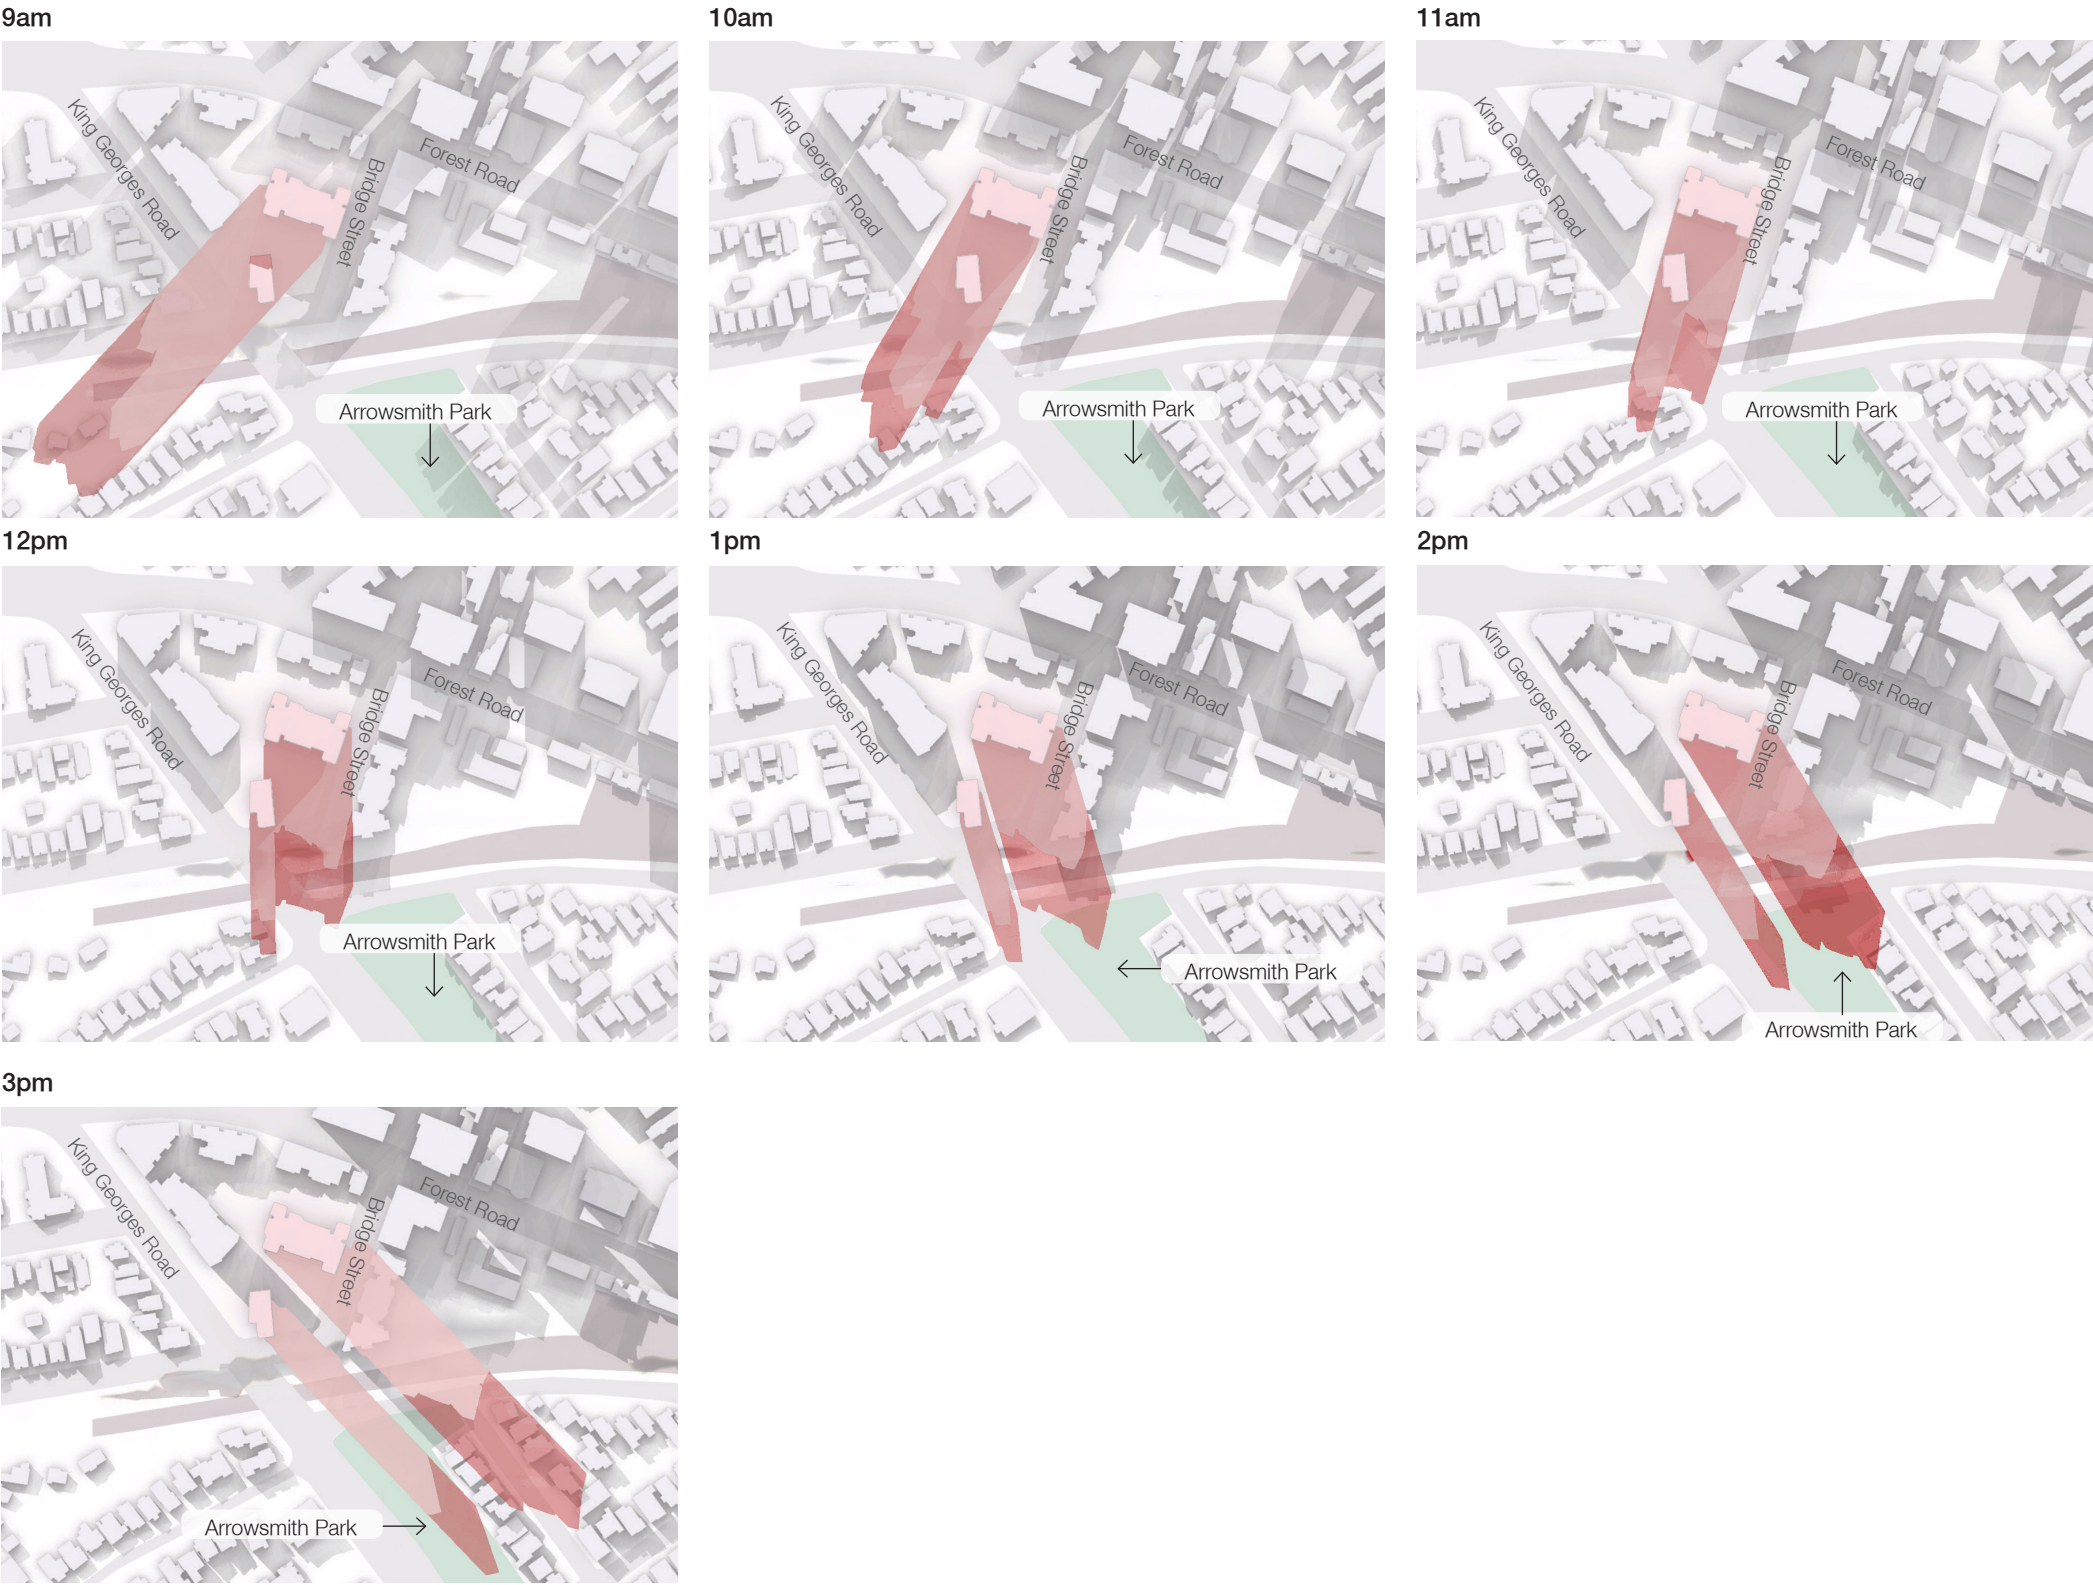 9am
King Georges Road
Bridge Street
Forest Road
Arrowsmith Park
10am
King Georges Road
Bridge Street
Forest Road
Arrowsmith Park
11am
King Georges Road
Bridge Street
Forest Road
Arrowsmith Park
12pm
King Georges Road
Bridge Street
Forest Road
Arrowsmith Park
1pm
King Georges Road
Bridge Street
Forest Road
Arrowsmith Park
2pm
King Georges Road
Bridge Street
Forest Road
Arrowsmith Park
3pm
King Georges Road
Bridge Street
Forest Road
Arrowsmith Park